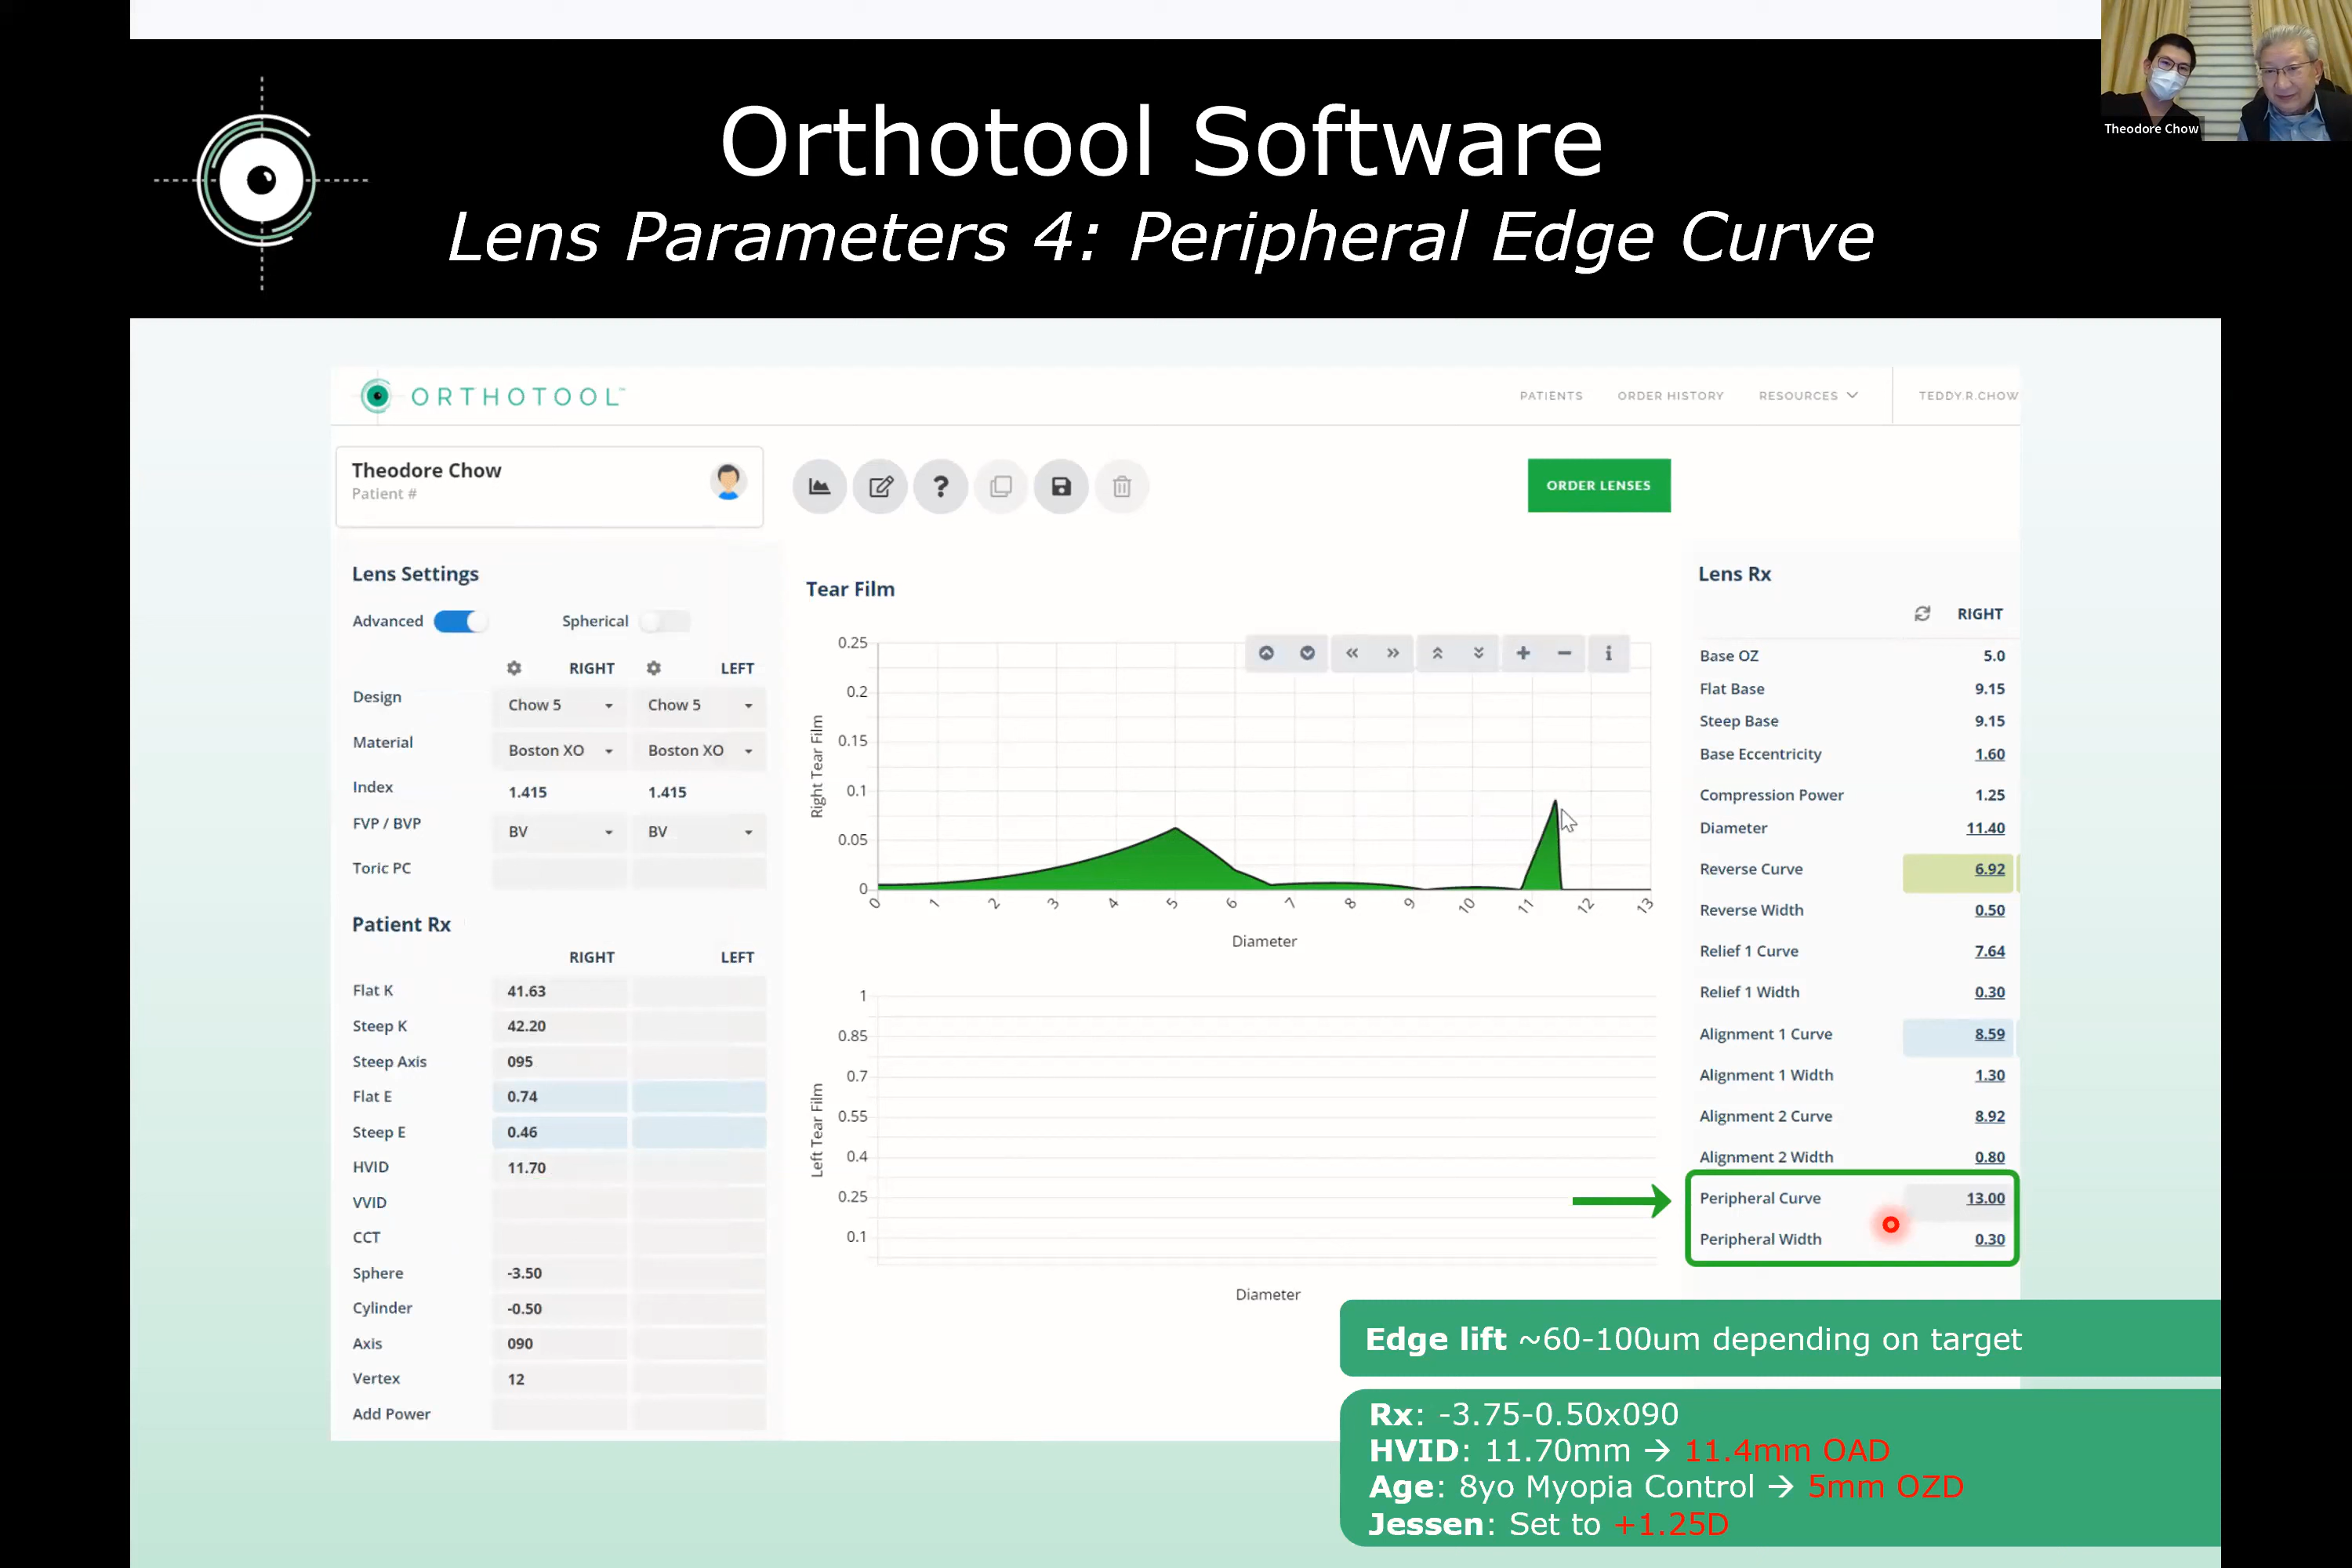 Theodore Chow
Orthotool Software
Lens Parameters 4: Peripheral Edge Curve
ORTHOTOOL™
PATIENTS ORDER HISTORY RESOURCES TEDDY.R.CHOW
Theodore Chow
Patient #
?
ORDER LENSES
Lens Settings
Advanced Spherical
RIGHT LEFT
Design Chow 5 Chow 5
Material Boston XO Boston XO
Index 1.415 1.415
FVP / BVP BV BV
Toric PC
Patient Rx
RIGHT LEFT
Flat K 41.63
Steep K 42.20
Steep Axis 095
Flat E 0.74
Steep E 0.46
HVID 11.70
VVID
CCT
Sphere -3.50
Cylinder -0.50
Axis 090
Vertex 12
Add Power
Tear Film
Right Tear Film
0.25
0.2
0.15
0.1
0.05
0
0 1 2 3 4 5 6 7 8 9 10 11 12 13
Diameter
Left Tear Film
1
0.85
0.7
0.55
0.4
0.25
0.1
Diameter
Lens Rx
RIGHT
Base OZ 5.0
Flat Base 9.15
Steep Base 9.15
Base Eccentricity 1.60
Compression Power 1.25
Diameter 11.40
Reverse Curve 6.92
Reverse Width 0.50
Relief 1 Curve 7.64
Relief 1 Width 0.30
Alignment 1 Curve 8.59
Alignment 1 Width 1.30
Alignment 2 Curve 8.92
Alignment 2 Width 0.80
Peripheral Curve 13.00
Peripheral Width 0.30
Edge lift ~60-100um depending on target
Rx: -3.75-0.50x090
HVID: 11.70mm → 11.4mm OAD
Age: 8yo Myopia Control → 5mm OZD
Jessen: Set to +1.25D